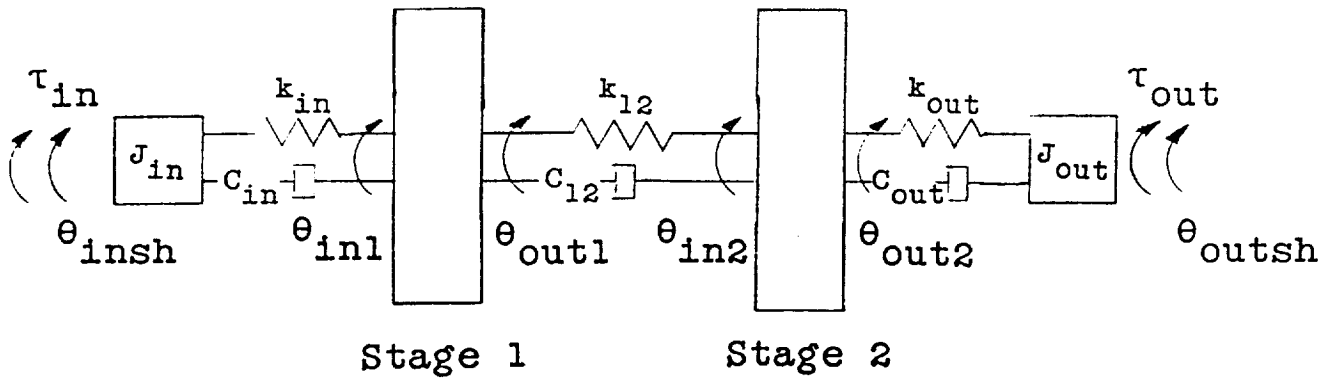 τin
kin
k12
kout
τout
Jin
Cin
C12
Cout
Jout
θinsh
θin1
θout1
θin2
θout2
θoutsh
Stage 1
Stage 2